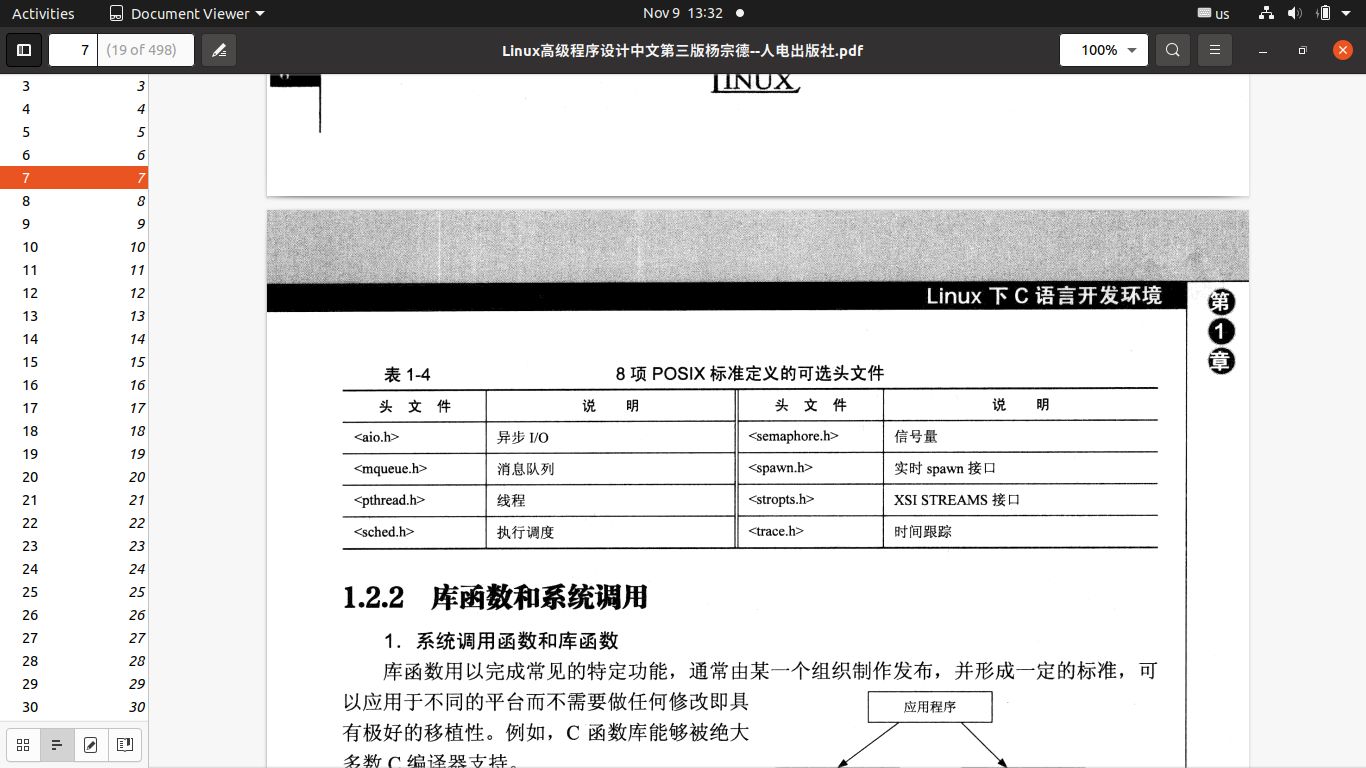 Activities Document Viewer Nov 9 13:32 us
7 (19 of 498) Linux高级程序设计中文第三版杨宗德--人电出版社.pdf 100%
3 3
4 4
5 5
6 6
7 7
8 8
9 9
10 10
11 11
12 12
13 13
14 14
15 15
16 16
17 17
18 18
19 19
20 20
21 21
22 22
23 23
24 24
25 25
26 26
27 27
28 28
29 29
30 30
LINUX
Linux 下 C 语言开发环境
第
1
章
表 1-4 8 项 POSIX 标准定义的可选头文件
头 文 件 说 明 头 文 件 说 明
<aio.h> 异步 I/O <semaphore.h> 信号量
<mqueue.h> 消息队列 <spawn.h> 实时 spawn 接口
<pthread.h> 线程 <stropts.h> XSI STREAMS 接口
<sched.h> 执行调度 <trace.h> 时间跟踪
1.2.2 库函数和系统调用
1. 系统调用函数和库函数
库函数用以完成常见的特定功能，通常由某一个组织制作发布，并形成一定的标准，可
以应用于不同的平台而不需要做任何修改即具
有极好的移植性。例如，C 函数库能够被绝大
多数 C 编译器支持。
应用程序